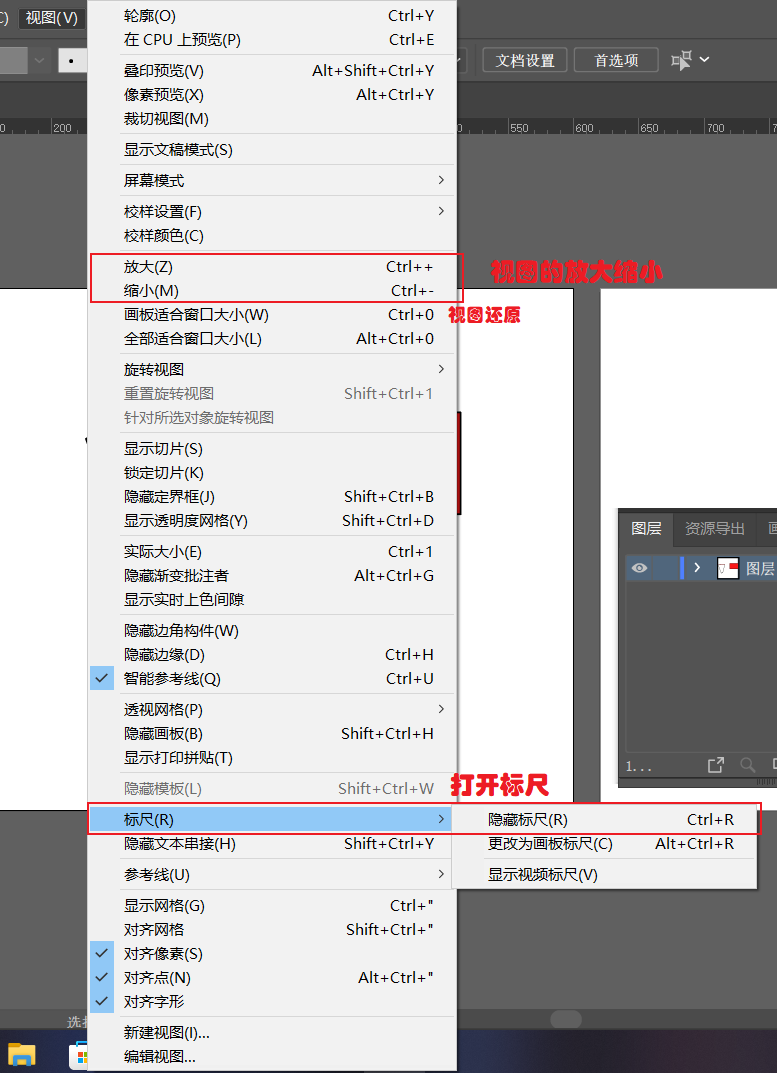 视图(V)
轮廓(O) Ctrl+Y
在 CPU 上预览(P) Ctrl+E
文档设置 首选项
叠印预览(V) Alt+Shift+Ctrl+Y
像素预览(X) Alt+Ctrl+Y
裁切视图(M)
200 550 600 650 700
显示文稿模式(S)
屏幕模式
校样设置(F)
校样颜色(C)
放大(Z) Ctrl++
视图的放大缩小
缩小(M) Ctrl+-
画板适合窗口大小(W) Ctrl+0
视图还原
全部适合窗口大小(L) Alt+Ctrl+0
旋转视图
重置旋转视图 Shift+Ctrl+1
针对所选对象旋转视图
显示切片(S)
锁定切片(K)
隐藏定界框(J) Shift+Ctrl+B
显示透明度网格(Y) Shift+Ctrl+D
图层 资源导出
实际大小(E) Ctrl+1
隐藏渐变批注者 Alt+Ctrl+G
图层
显示实时上色间隙
隐藏边角构件(W)
隐藏边缘(D) Ctrl+H
智能参考线(Q) Ctrl+U
透视网格(P)
隐藏画板(B) Shift+Ctrl+H
显示打印拼贴(T)
1...
隐藏模板(L) Shift+Ctrl+W
打开标尺
标尺(R)
隐藏标尺(R) Ctrl+R
隐藏文本串接(H) Shift+Ctrl+Y
更改为画板标尺(C) Alt+Ctrl+R
参考线(U)
显示视频标尺(V)
显示网格(G) Ctrl+"
对齐网格 Shift+Ctrl+"
对齐像素(S)
对齐点(N) Alt+Ctrl+"
对齐字形
新建视图(I)...
编辑视图...